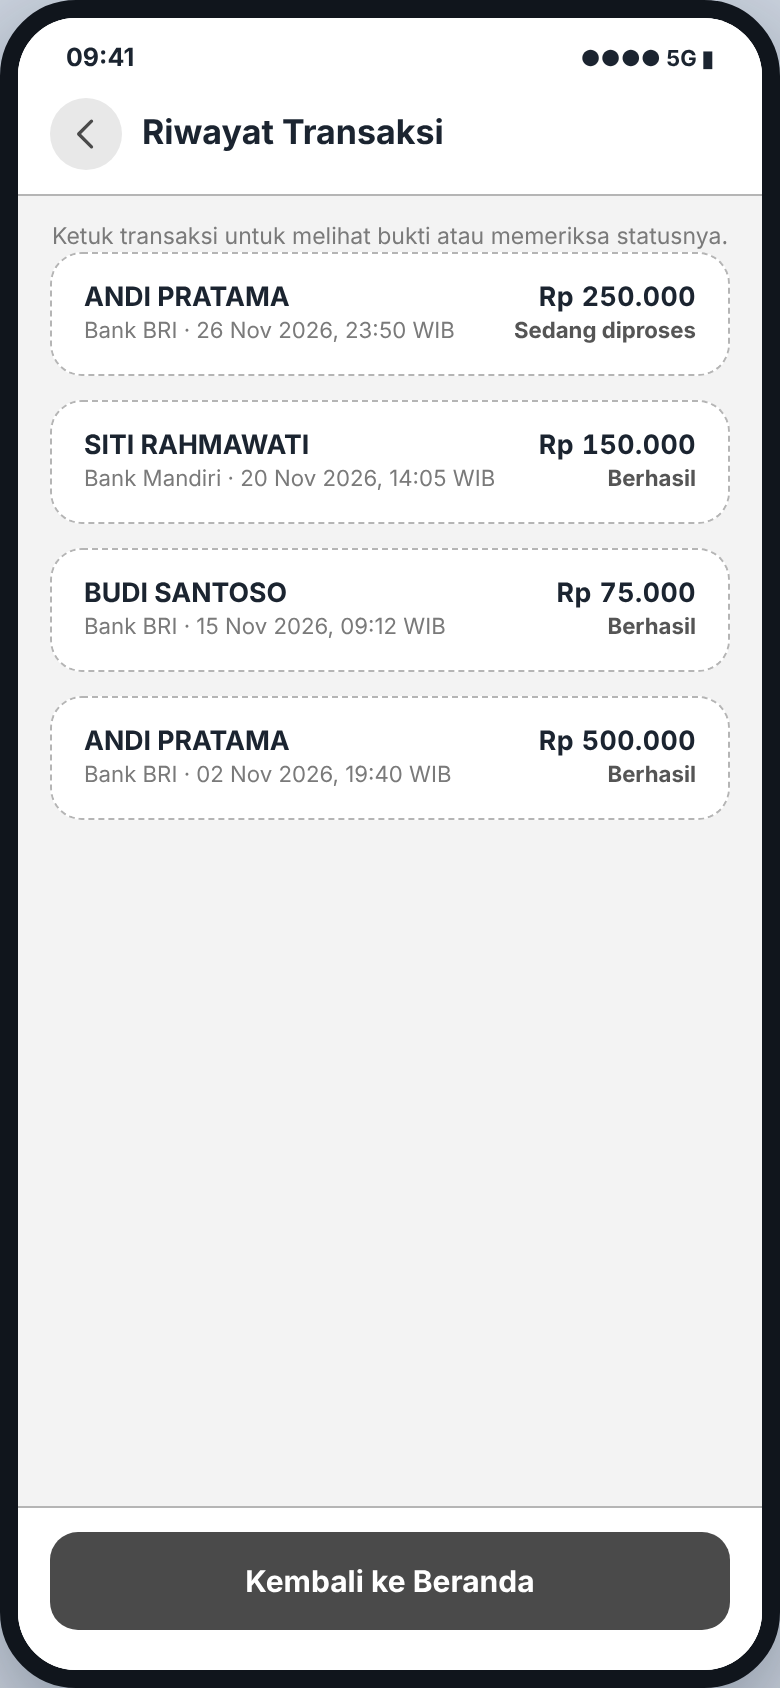 09:41
5G
Riwayat Transaksi
Ketuk transaksi untuk melihat bukti atau memeriksa statusnya.
ANDI PRATAMA Rp 250.000
Bank BRI · 26 Nov 2026, 23:50 WIB Sedang diproses
SITI RAHMAWATI Rp 150.000
Bank Mandiri · 20 Nov 2026, 14:05 WIB Berhasil
BUDI SANTOSO Rp 75.000
Bank BRI · 15 Nov 2026, 09:12 WIB Berhasil
ANDI PRATAMA Rp 500.000
Bank BRI · 02 Nov 2026, 19:40 WIB Berhasil
Kembali ke Beranda